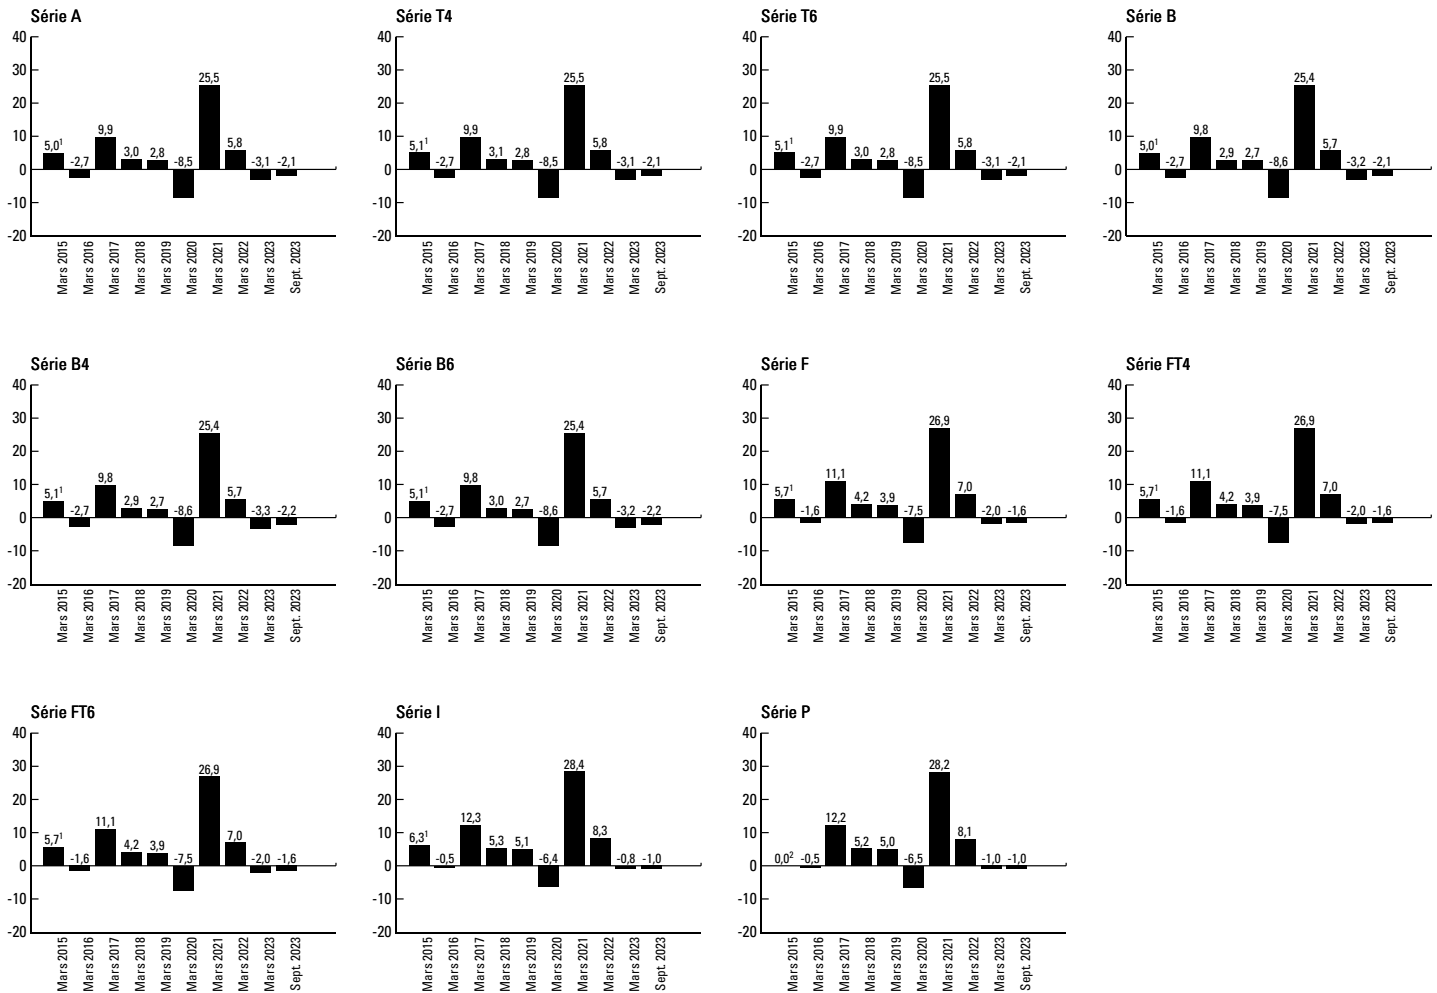 Série A
40
30
20
10
0
-10
-20
5,0¹
-2,7
9,9
3,0
2,8
-8,5
25,5
5,8
-3,1
-2,1
Mars 2015
Mars 2016
Mars 2017
Mars 2018
Mars 2019
Mars 2020
Mars 2021
Mars 2022
Mars 2023
Sept. 2023
Série T4
40
30
20
10
0
-10
-20
5,1¹
-2,7
9,9
3,1
2,8
-8,5
25,5
5,8
-3,1
-2,1
Mars 2015
Mars 2016
Mars 2017
Mars 2018
Mars 2019
Mars 2020
Mars 2021
Mars 2022
Mars 2023
Sept. 2023
Série T6
40
30
20
10
0
-10
-20
5,1¹
-2,7
9,9
3,0
2,8
-8,5
25,5
5,8
-3,1
-2,1
Mars 2015
Mars 2016
Mars 2017
Mars 2018
Mars 2019
Mars 2020
Mars 2021
Mars 2022
Mars 2023
Sept. 2023
Série B
40
30
20
10
0
-10
-20
5,0¹
-2,7
9,8
2,9
2,7
-8,6
25,4
5,7
-3,2
-2,1
Mars 2015
Mars 2016
Mars 2017
Mars 2018
Mars 2019
Mars 2020
Mars 2021
Mars 2022
Mars 2023
Sept. 2023
Série B4
40
30
20
10
0
-10
-20
5,1¹
-2,7
9,8
2,9
2,7
-8,6
25,4
5,7
-3,3
-2,2
Mars 2015
Mars 2016
Mars 2017
Mars 2018
Mars 2019
Mars 2020
Mars 2021
Mars 2022
Mars 2023
Sept. 2023
Série B6
40
30
20
10
0
-10
-20
5,1¹
-2,7
9,8
3,0
2,7
-8,6
25,4
5,7
-3,2
-2,2
Mars 2015
Mars 2016
Mars 2017
Mars 2018
Mars 2019
Mars 2020
Mars 2021
Mars 2022
Mars 2023
Sept. 2023
Série F
40
30
20
10
0
-10
-20
5,7¹
-1,6
11,1
4,2
3,9
-7,5
26,9
7,0
-2,0
-1,6
Mars 2015
Mars 2016
Mars 2017
Mars 2018
Mars 2019
Mars 2020
Mars 2021
Mars 2022
Mars 2023
Sept. 2023
Série FT4
40
30
20
10
0
-10
-20
5,7¹
-1,6
11,1
4,2
3,9
-7,5
26,9
7,0
-2,0
-1,6
Mars 2015
Mars 2016
Mars 2017
Mars 2018
Mars 2019
Mars 2020
Mars 2021
Mars 2022
Mars 2023
Sept. 2023
Série FT6
40
30
20
10
0
-10
-20
5,7¹
-1,6
11,1
4,2
3,9
-7,5
26,9
7,0
-2,0
-1,6
Mars 2015
Mars 2016
Mars 2017
Mars 2018
Mars 2019
Mars 2020
Mars 2021
Mars 2022
Mars 2023
Sept. 2023
Série I
40
30
20
10
0
-10
-20
6,3¹
-0,5
12,3
5,3
5,1
-6,4
28,4
8,3
-0,8
-1,0
Mars 2015
Mars 2016
Mars 2017
Mars 2018
Mars 2019
Mars 2020
Mars 2021
Mars 2022
Mars 2023
Sept. 2023
Série P
40
30
20
10
0
-10
-20
0,0²
-0,5
12,2
5,2
5,0
-6,5
28,2
8,1
-1,0
-1,0
Mars 2015
Mars 2016
Mars 2017
Mars 2018
Mars 2019
Mars 2020
Mars 2021
Mars 2022
Mars 2023
Sept. 2023